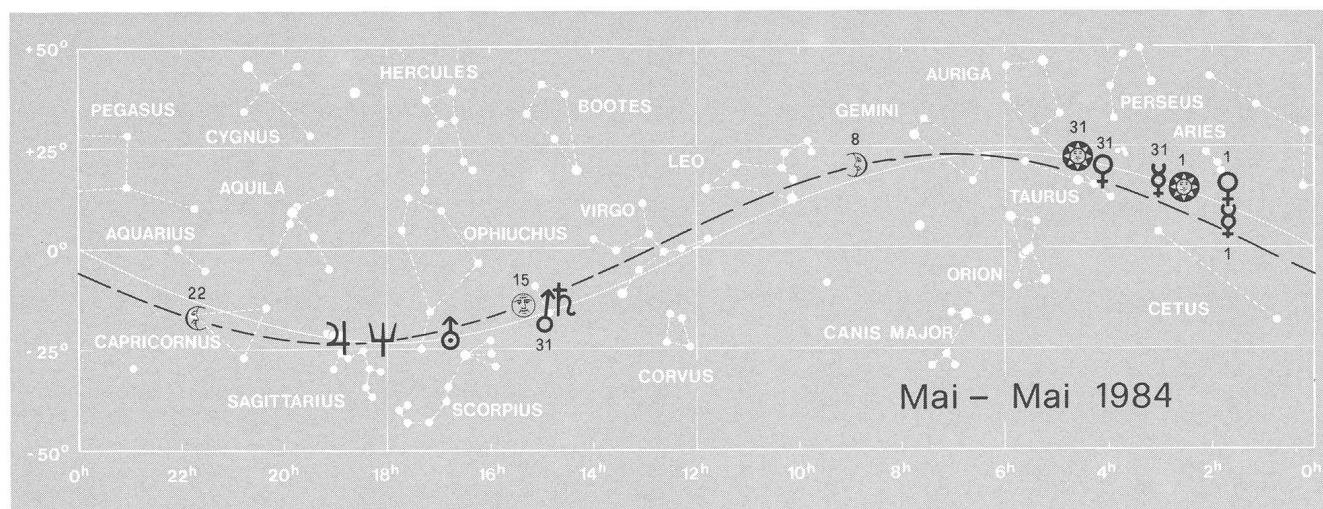 +50°
HERCULES
AURIGA
PEGASUS
CYGNUS
BOOTES
GEMINI
PERSEUS
ARIES
+25°
LEO
8
31
31
31
1
1
AQUILA
TAURUS
VIRGO
AQUARIUS
OPHIUCHUS
0°
1
ORION
22
15
CAPRICORNUS
31
CANIS MAJOR
CETUS
-25°
SAGITTARIUS
SCORPIUS
CORVUS
Mai – Mai 1984
-50°
0h 22h 20h 18h 16h 14h 12h 10h 8h 6h 4h 2h 0h